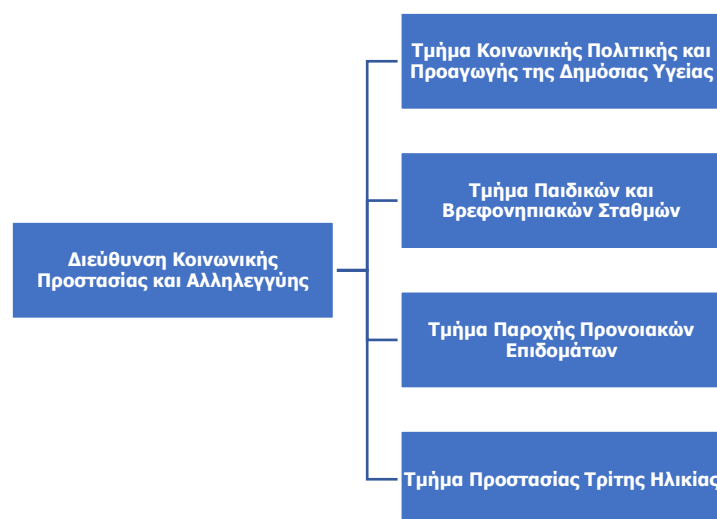 Τμήμα Κοινωνικής Πολιτικής και
Προαγωγής της Δημόσιας Υγείας
Τμήμα Παιδικών και
Βρεφονηπιακών Σταθμών
Διεύθυνση Κοινωνικής
Προστασίας και Αλληλεγγύης
Τμήμα Παροχής Προνοιακών
Επιδομάτων
Τμήμα Προστασίας Τρίτης Ηλικίας